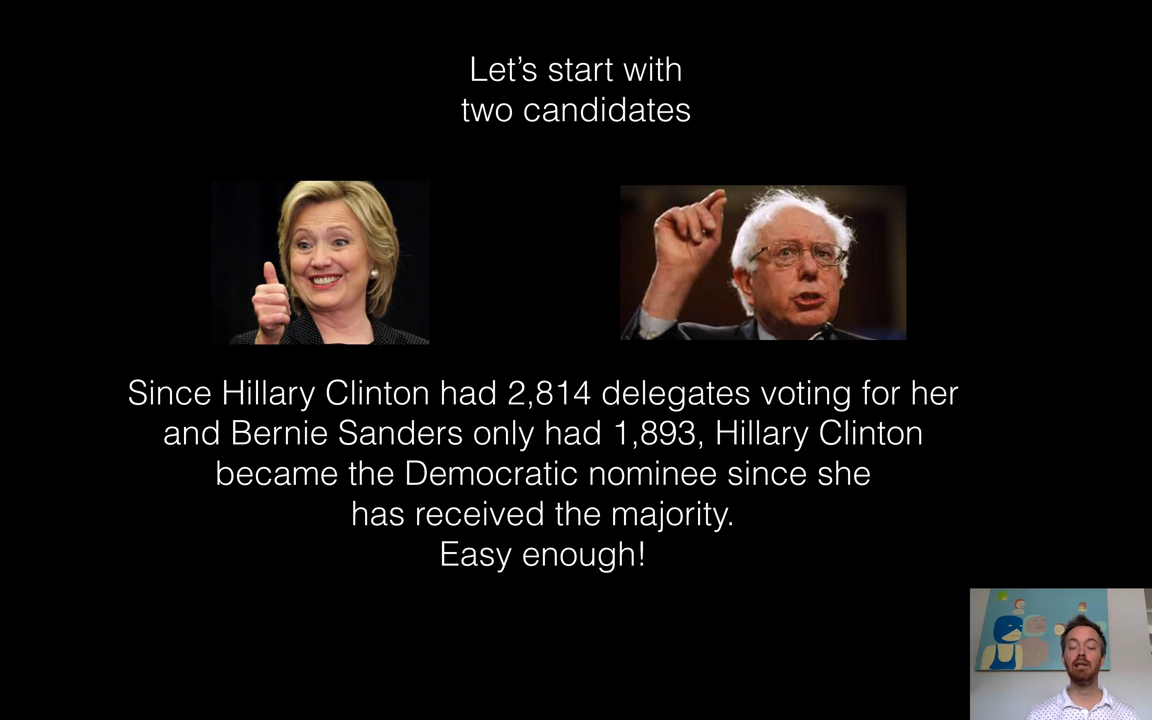 Let’s start with
two candidates
Since Hillary Clinton had 2,814 delegates voting for her
and Bernie Sanders only had 1,893, Hillary Clinton
became the Democratic nominee since she
has received the majority.
Easy enough!